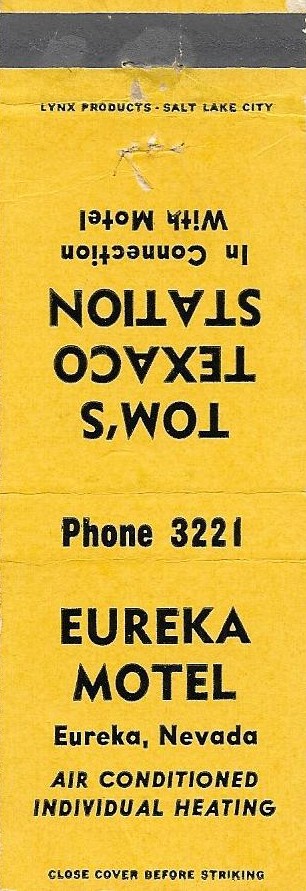 LYNX PRODUCTS - SALT LAKE CITY
TOM'S
TEXACO
STATION
In Connection
With Motel
Phone 3221
EUREKA
MOTEL
Eureka, Nevada
AIR CONDITIONED
INDIVIDUAL HEATING
CLOSE COVER BEFORE STRIKING